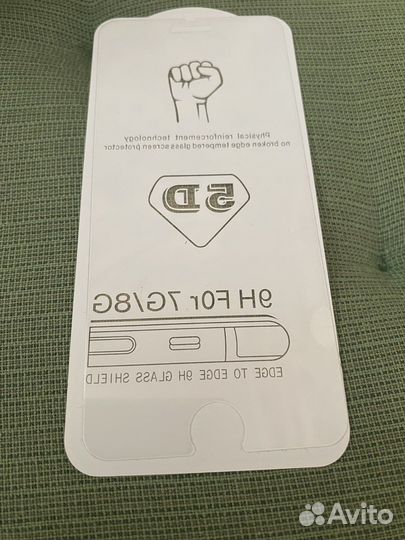 Physical reinforcement technology
no broken edge tempered glass screen protector
5D
9H FOr 7G/8G
EDGE TO EDGE 9H GLASS SHIELD
Avito